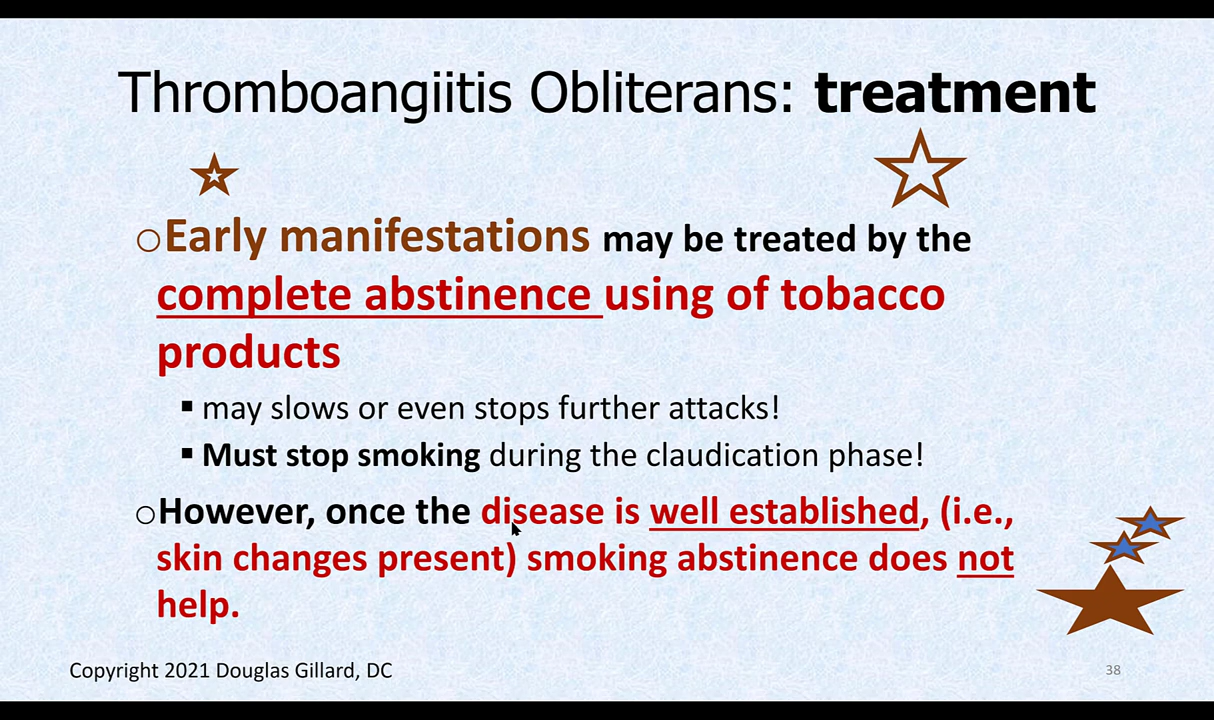 Thromboangiitis Obliterans: treatment
○Early manifestations may be treated by the
complete abstinence using of tobacco
products
▪ may slows or even stops further attacks!
▪ Must stop smoking during the claudication phase!
○However, once the disease is well established, (i.e.,
skin changes present) smoking abstinence does not
help.
Copyright 2021 Douglas Gillard, DC
38